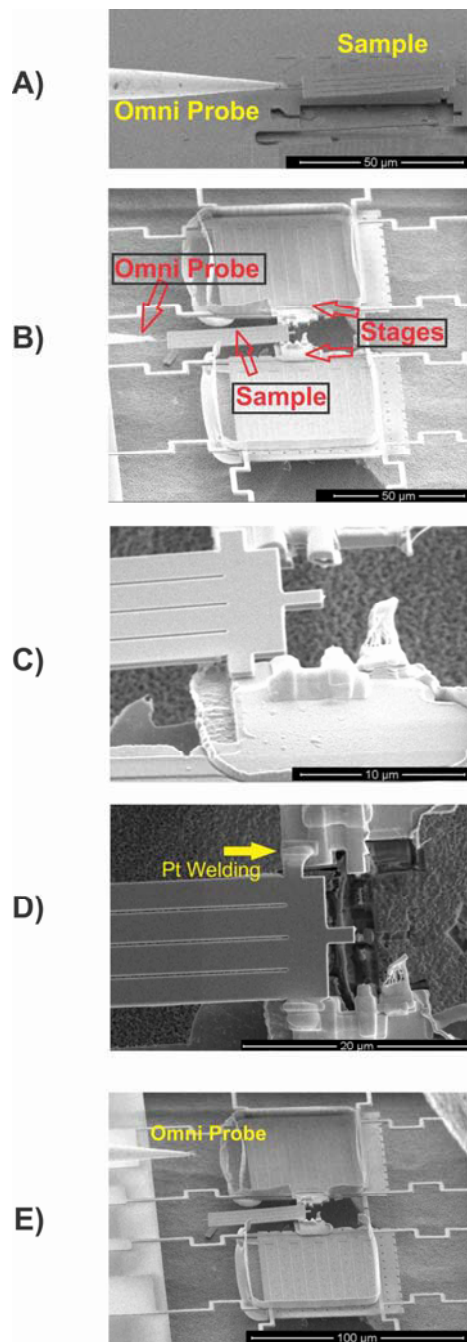 A)
Sample
Omni Probe
50 µm
B)
Omni Probe
Stages
Sample
50 µm
C)
10 µm
D)
Pt Welding
20 µm
E)
Omni Probe
100 µm